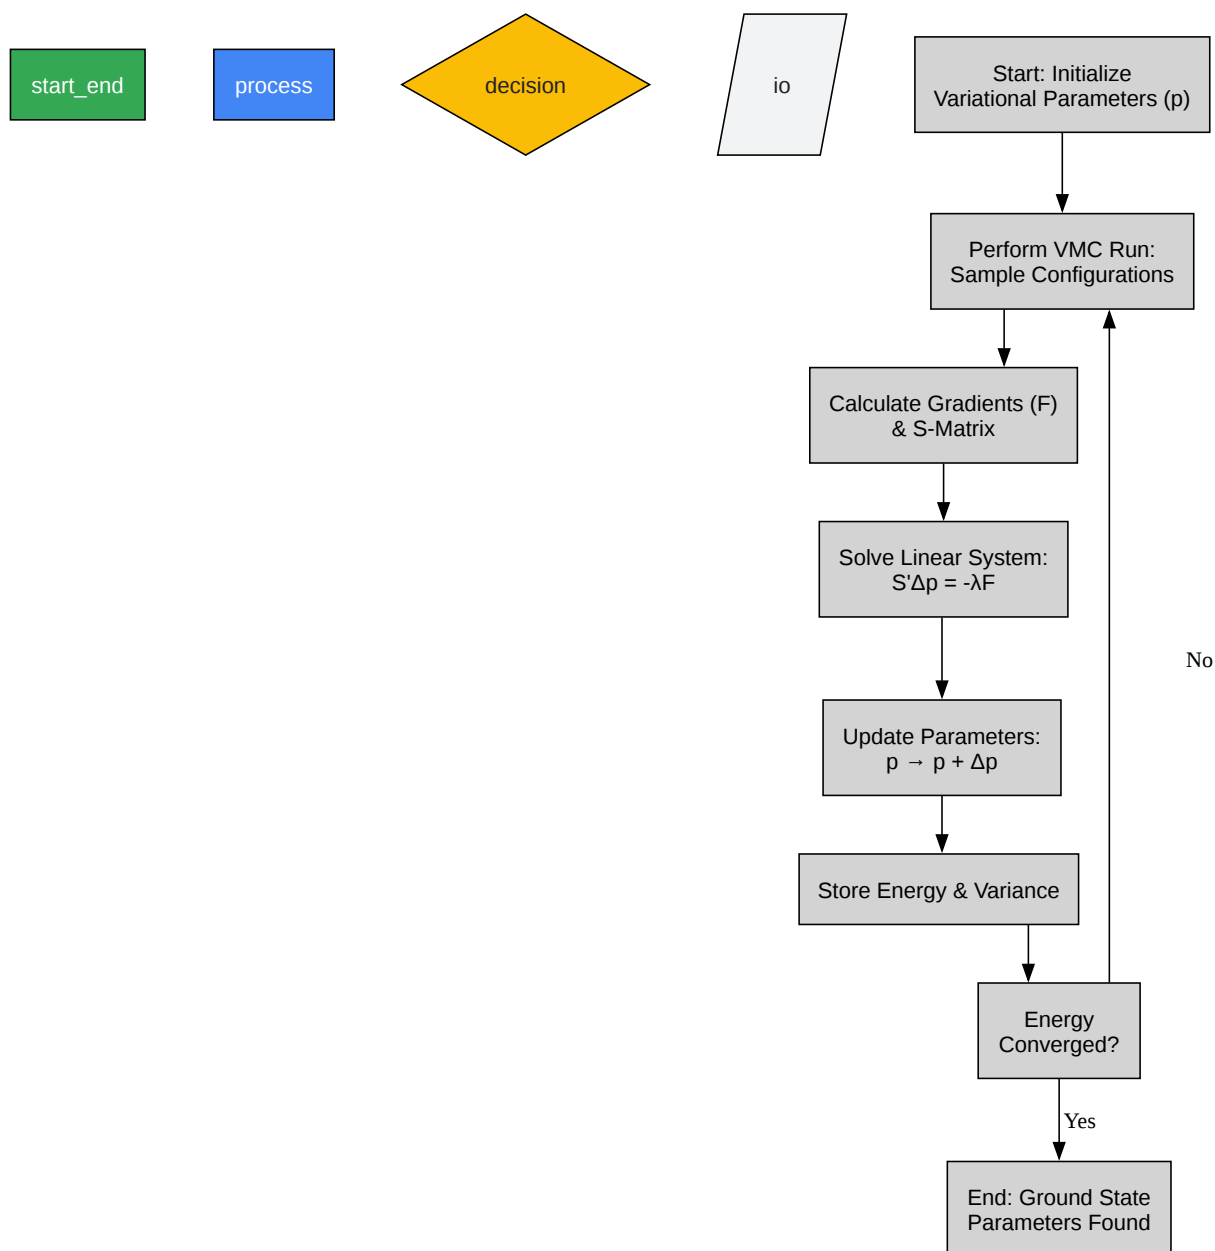 start_end
process
decision
io
Start: Initialize
Variational Parameters (p)
Perform VMC Run:
Sample Configurations
Calculate Gradients (F)
& S-Matrix
Solve Linear System:
S'Δp = -λF
No
Update Parameters:
p → p + Δp
Store Energy & Variance
Energy
Converged?
Yes
End: Ground State
Parameters Found